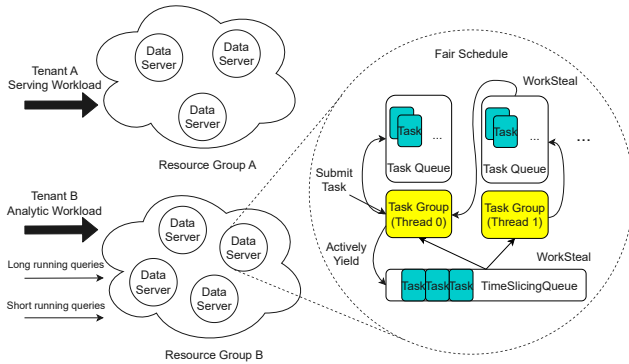 Tenant A
Serving Workload
Data
Server
Data
Server
Data
Server
Resource Group A
Tenant B
Analytic Workload
Long running queries
Short running queries
Data
Server
Data
Server
Data
Server
Data
Server
Resource Group B
Fair Schedule
WorkSteal
Task
...
Task Queue
Task
...
Task Queue
...
Submit
Task
Task Group
(Thread 0)
Task Group
(Thread 1)
Actively
Yield
WorkSteal
Task Task Task TimeSlicingQueue